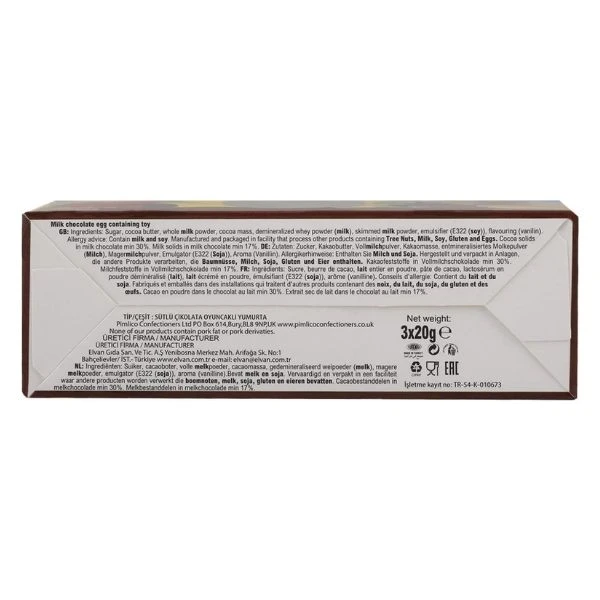 Milk chocolate egg containing toy
GB: Ingredients: Sugar, cocoa butter, whole milk powder, cocoa mass, demineralized whey powder (milk), skimmed milk powder, emulsifier (E322 (soy)), flavouring (vanillin).
Allergy advice: Contain milk and soy. Manufactured and packaged in facility that process other products containing Tree Nuts, Milk, Soy, Gluten and Eggs. Cocoa solids
in milk chocolate min 30%. Milk solids in milk chocolate min 17%. DE: Zutaten: Zucker, Kakaobutter, Vollmilchpulver, Kakaomasse, entmineralisiertes Molkepulver
(Milch), Magermilchpulver, Emulgator (E322 (Soja)), Aroma (Vanillin). Allergikerhinweise: Enthalten Sie Milch und Soja. Hergestellt und verpackt in Anlagen,
die andere Produkte verarbeiten, die Baumnüsse, Milch, Soja, Gluten und Eier enthalten. Kakaofeststoffe in Vollmilchschokolade min 30%.
Milchfeststoffe in Vollmilchschokolade min 17%. FR: Ingrédients: Sucre, beurre de cacao, lait entier en poudre, pâte de cacao, lactosérum en
poudre déminéralisé (lait), lait écrémé en poudre, émulsifiant (E322 (soja)), arôme (vanilline). Contient du lait et du
soja. Fabriqués et emballés dans des installations qui traitent d'autres produits contenant des noix, du lait, du soja, du gluten et des
œufs. Cacao en poudre dans le chocolat au lait min 30%. Extrait sec de lait dans le chocolat au lait min 17%.
TİP/ÇEŞİT : SÜTLÜ ÇİKOLATA OYUNCAKLI YUMURTA
Pimlico Confectioners Ltd PO Box 614,Bury,BL8 9NP,UK www.pimlicoconfectioners.co.uk
None of our products contain pork fat or pork derivaties.
ÜRETİCİ FİRMA / MANUFACTURER
ÜRETİCİ FİRMA / MANUFACTURER
Elvan Gıda San. Ve Tic. A.Ş Yenibosna Merkez Mah. Arifağa Sk. No:1
Bahçelievler/ İST.- Türkiye www.elvan.com.tr e-mail-elvan@elvan.com.tr
NL: Ingrediënten: Suiker, cacaoboter, volle melkpoeder, cacaomassa, gedemineraliseerd weipoeder (melk), magere
melkpoeder, emulgator (E322 (soja)), aroma (vanilline).Bevat melk en soja. Vervaardigd en verpakt in een faciliteit
waar andere producten worden verwerkt die boomnoten, melk, soja, gluten en eieren bevatten. Cacaobestanddelen in
melkchocolade min 30%. Melkbestanddelen in melkchocolade min 17%.
Net weight:
3x20g e
EAC
İşletme kayıt no: TR-54-K-010673